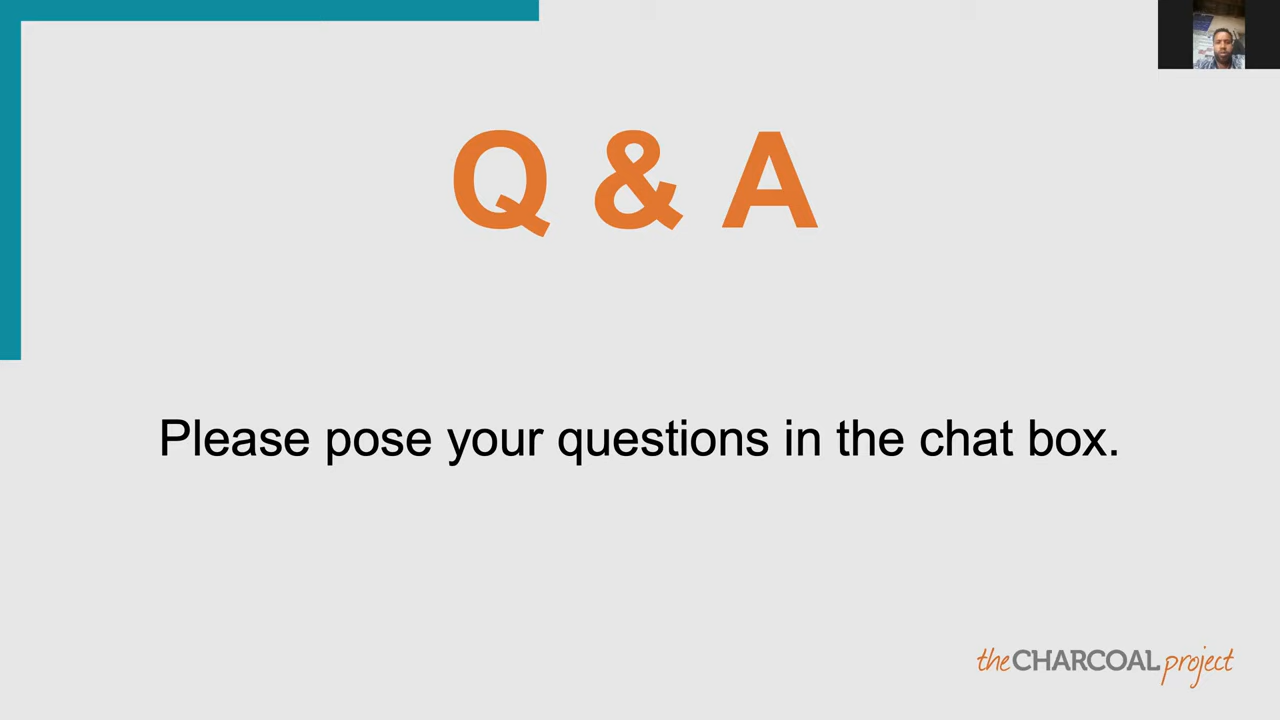 Q & A
Please pose your questions in the chat box.
theCHARCOALproject